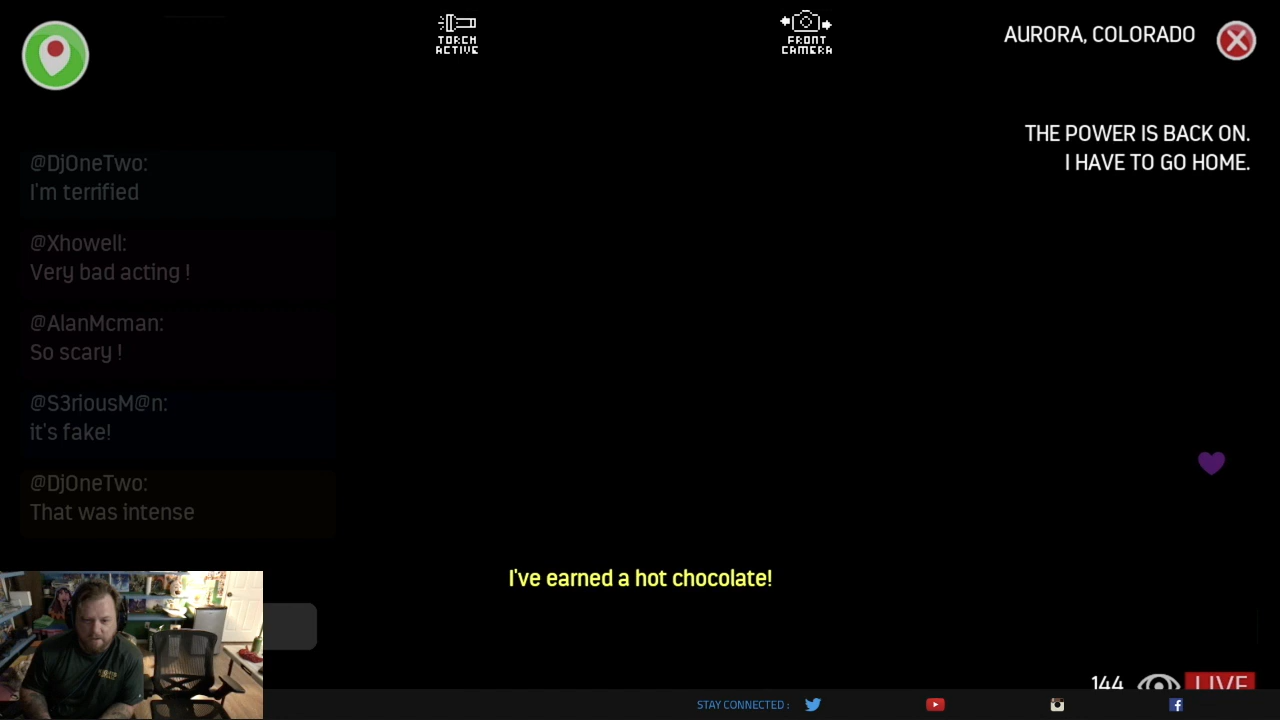 TORCH
ACTIVE
FRONT
CAMERA
AURORA, COLORADO
THE POWER IS BACK ON.
I HAVE TO GO HOME.
@DjOneTwo:
I'm terrified
@Xhowell:
Very bad acting !
@AlanMcman:
So scary !
@S3riousM@n:
it's fake!
@DjOneTwo:
That was intense
I've earned a hot chocolate!
144 LIVE
STAY CONNECTED :